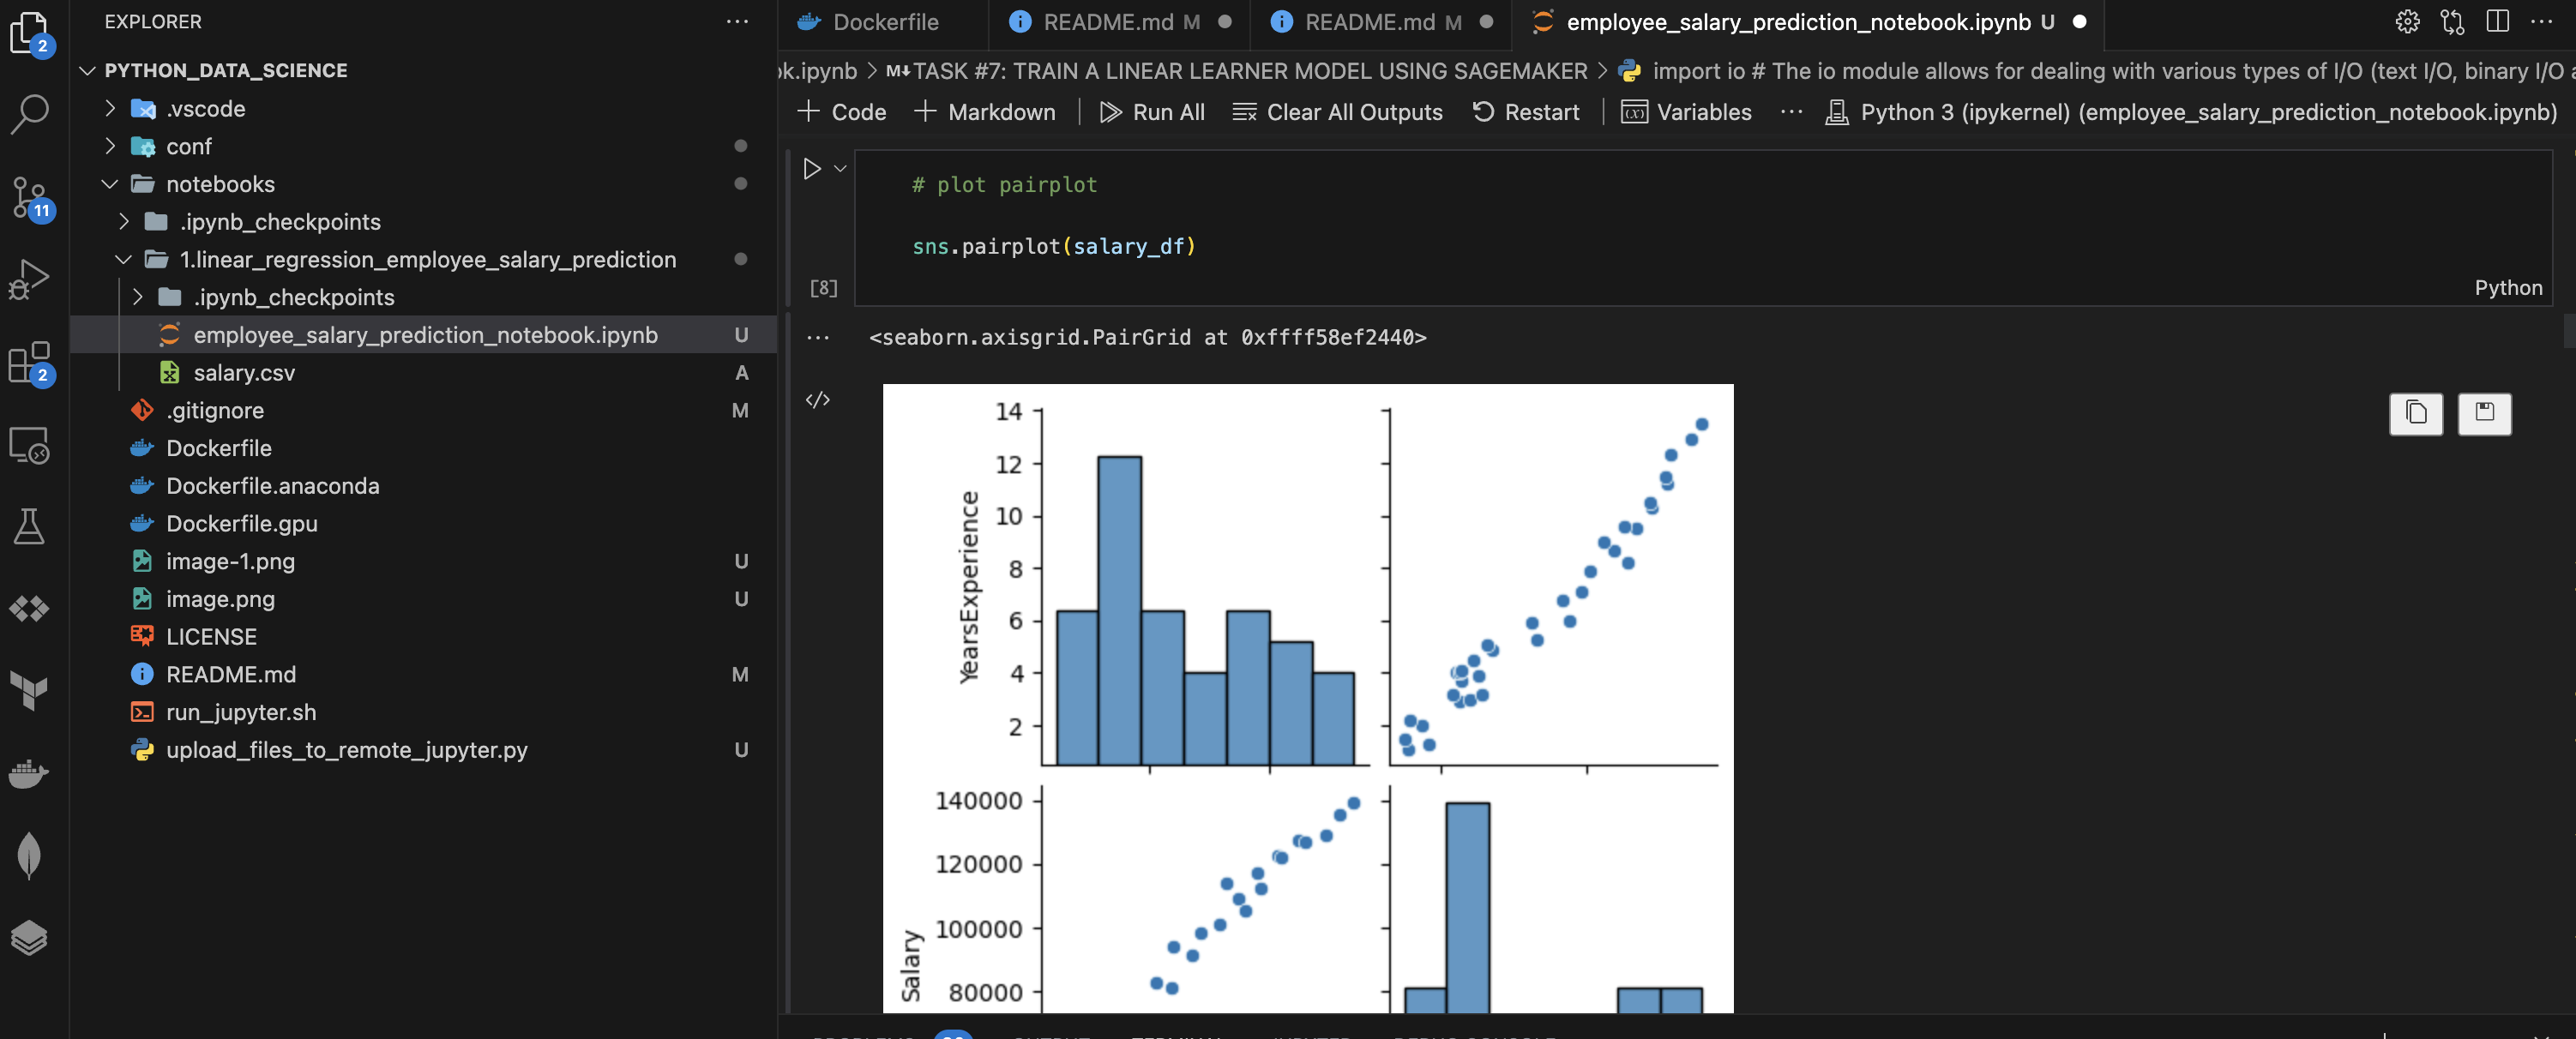 EXPLORER
PYTHON_DATA_SCIENCE
.vscode
conf
notebooks
.ipynb_checkpoints
1.linear_regression_employee_salary_prediction
.ipynb_checkpoints
employee_salary_prediction_notebook.ipynb U
salary.csv A
.gitignore M
Dockerfile
Dockerfile.anaconda
Dockerfile.gpu
image-1.png U
image.png U
LICENSE
README.md M
run_jupyter.sh
upload_files_to_remote_jupyter.py U
2
11
2
Dockerfile
README.md M
README.md M
employee_salary_prediction_notebook.ipynb U
k.ipynb > M↓ TASK #7: TRAIN A LINEAR LEARNER MODEL USING SAGEMAKER > import io # The io module allows for dealing with various types of I/O (text I/O, binary I/O
+ Code + Markdown Run All Clear All Outputs Restart Variables ... Python 3 (ipykernel) (employee_salary_prediction_notebook.ipynb)
# plot pairplot
sns.pairplot(salary_df)
[8]
Python
<seaborn.axisgrid.PairGrid at 0xffff58ef2440>
14
12
10
8
6
4
2
YearsExperience
140000
120000
100000
80000
Salary